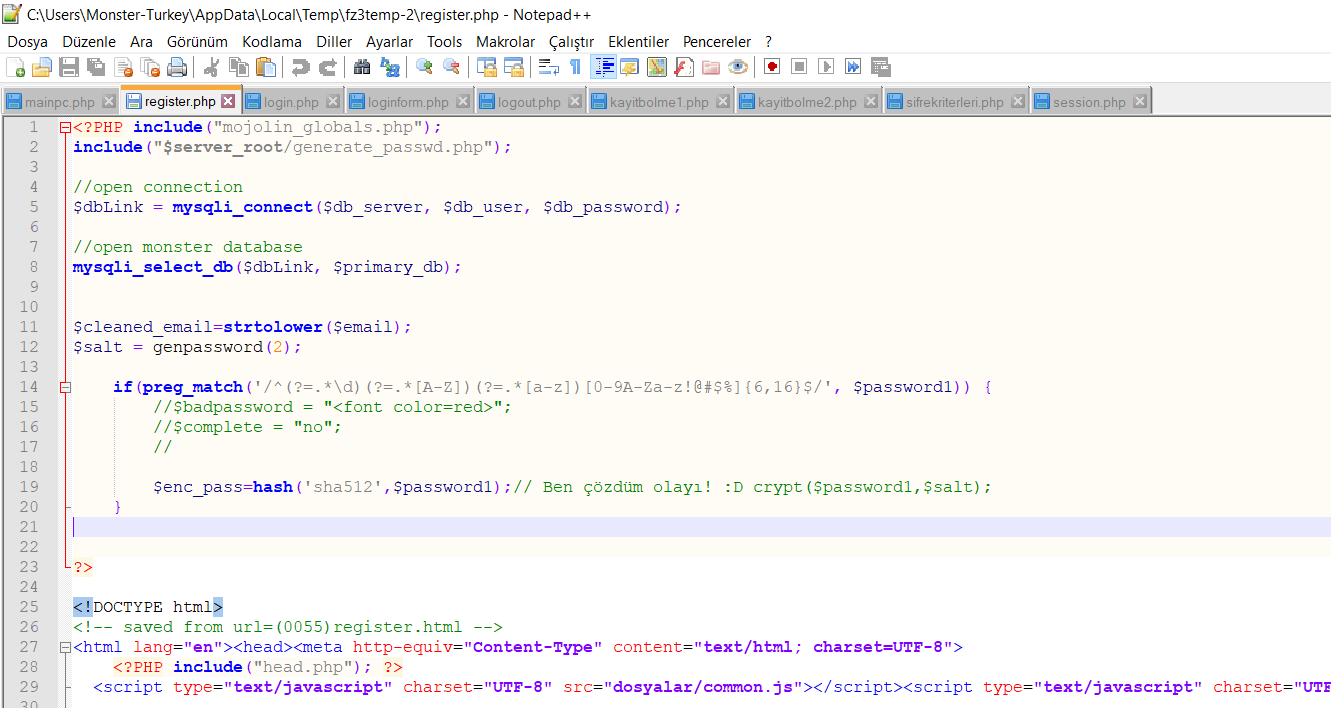 C:\Users\Monster-Turkey\AppData\Local\Temp\fz3temp-2\register.php - Notepad++
Dosya Düzenle Ara Görünüm Kodlama Diller Ayarlar Tools Makrolar Çalıştır Eklentiler Pencereler ?
mainpc.php register.php login.php loginform.php logout.php kayitbolme1.php kayitbolme2.php sifrekriterleri.php session.php
1 <?PHP include("mojolin_globals.php");
2 include("$server_root/generate_passwd.php");
3
4 //open connection
5 $dbLink = mysqli_connect($db_server, $db_user, $db_password);
6
7 //open monster database
8 mysqli_select_db($dbLink, $primary_db);
9
10
11 $cleaned_email=strtolower($email);
12 $salt = genpassword(2);
13
14 if(preg_match('/^(?=.*\d)(?=.*[A-Z])(?=.*[a-z])[0-9A-Za-z!@#$%]{6,16}$/', $password1)) {
15 //$badpassword = "<font color=red>";
16 //$complete = "no";
17 //
18
19 $enc_pass=hash('sha512',$password1);// Ben çözdüm olayı! :D crypt($password1,$salt);
20 }
21
22
23 ?>
24
25 <!DOCTYPE html>
26 <!-- saved from url=(0055)register.html -->
27 <html lang="en"><head><meta http-equiv="Content-Type" content="text/html; charset=UTF-8">
28 <?PHP include("head.php"); ?>
29 <script type="text/javascript" charset="UTF-8" src="dosyalar/common.js"></script><script type="text/javascript" charset="UTF
30